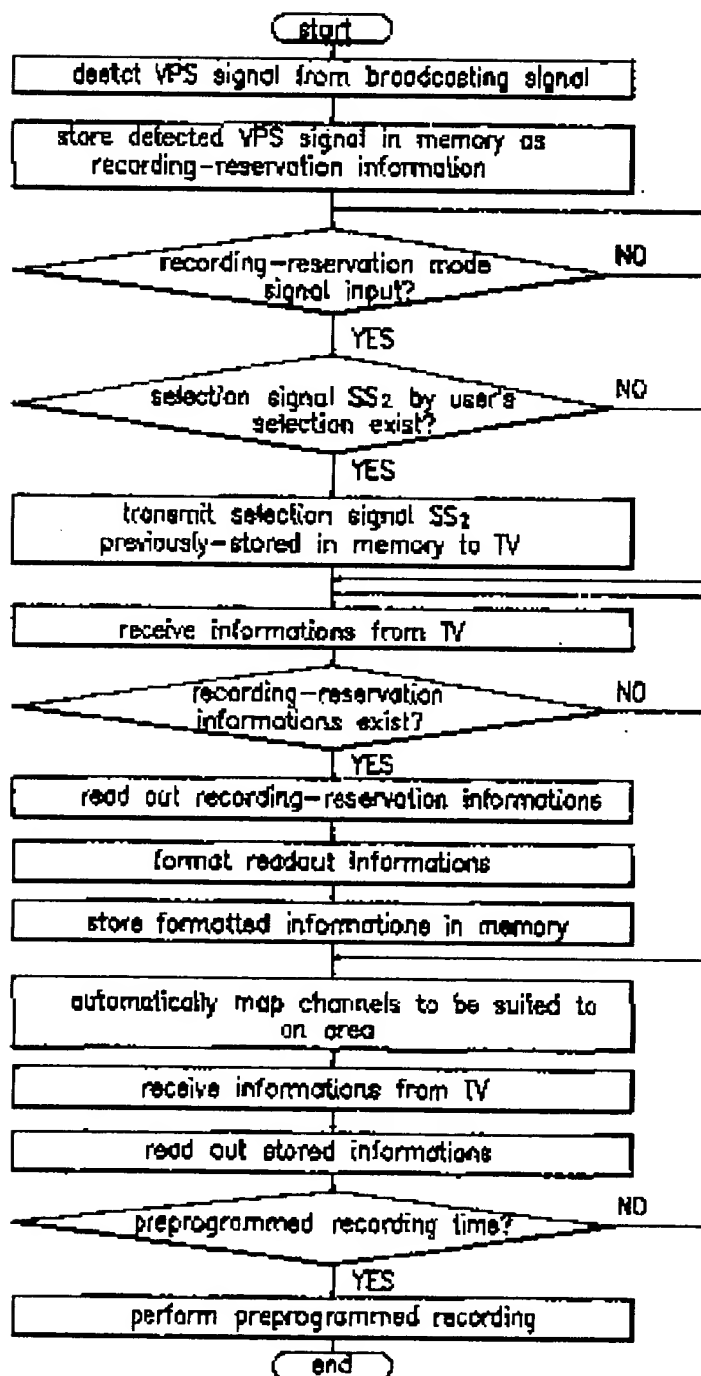 start
destct VPS signal from broadcasting signal
store detected VPS signal in memory as
recording-reservation information
recording-reservation mode
signal input?
NO
YES
selection signal SS2 by user's
selection exist?
NO
YES
transmit selection signal SS2
previously-stored in memory to TV
receive informations from TV
recording-reservation
informations exist?
NO
YES
read out recording-reservation informations
format readout informations
store formatted informations in memory
automatically map channels to be suited to
an area
receive informations from TV
read out stored informations
preprogrammed recording time?
NO
YES
perform preprogrammed recording
end